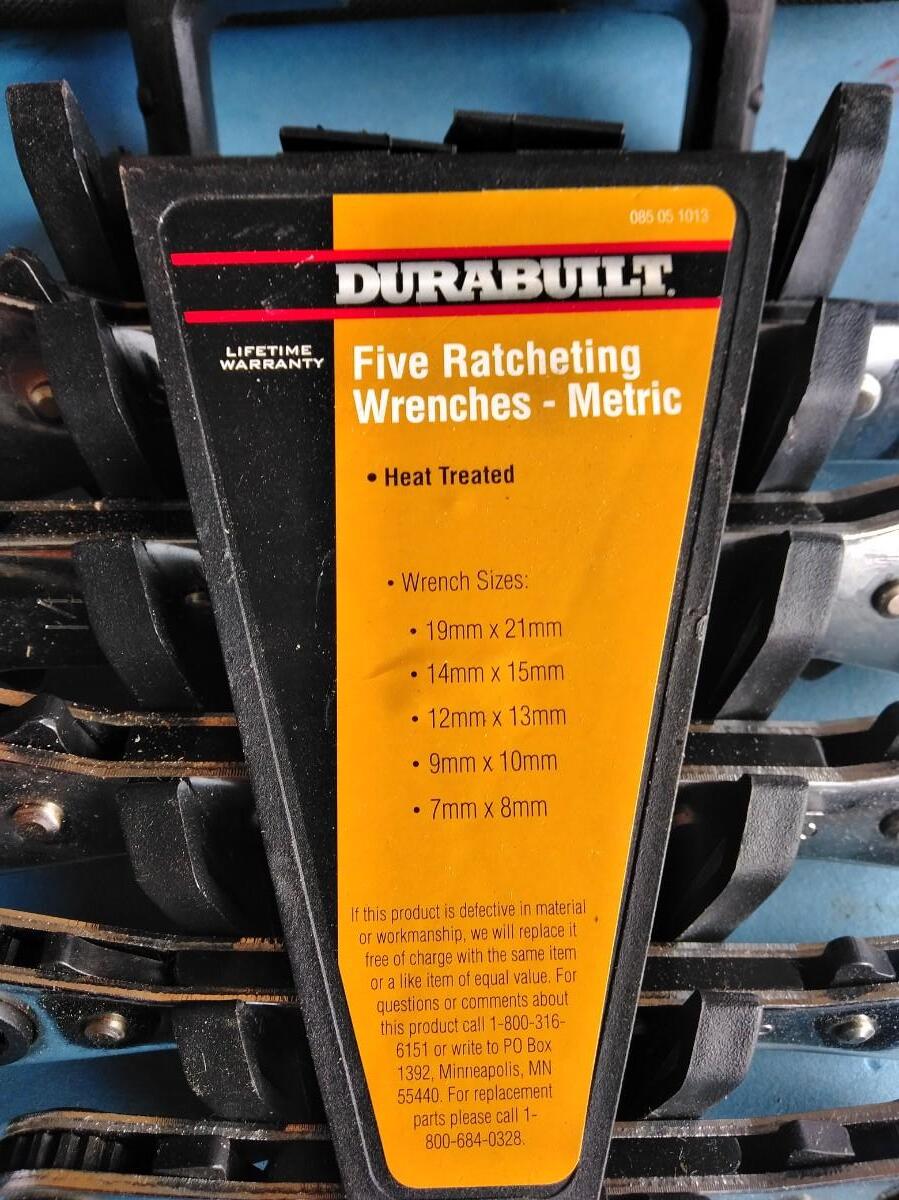 085 05 1013
DURABUILT.
LIFETIME
WARRANTY
Five Ratcheting
Wrenches - Metric
• Heat Treated
• Wrench Sizes:
• 19mm x 21mm
• 14mm x 15mm
• 12mm x 13mm
• 9mm x 10mm
• 7mm x 8mm
If this product is defective in material
or workmanship, we will replace it
free of charge with the same item
or a like item of equal value. For
questions or comments about
this product call 1-800-316-
6151 or write to PO Box
1392, Minneapolis, MN
55440. For replacement
parts please call 1-
800-684-0328.